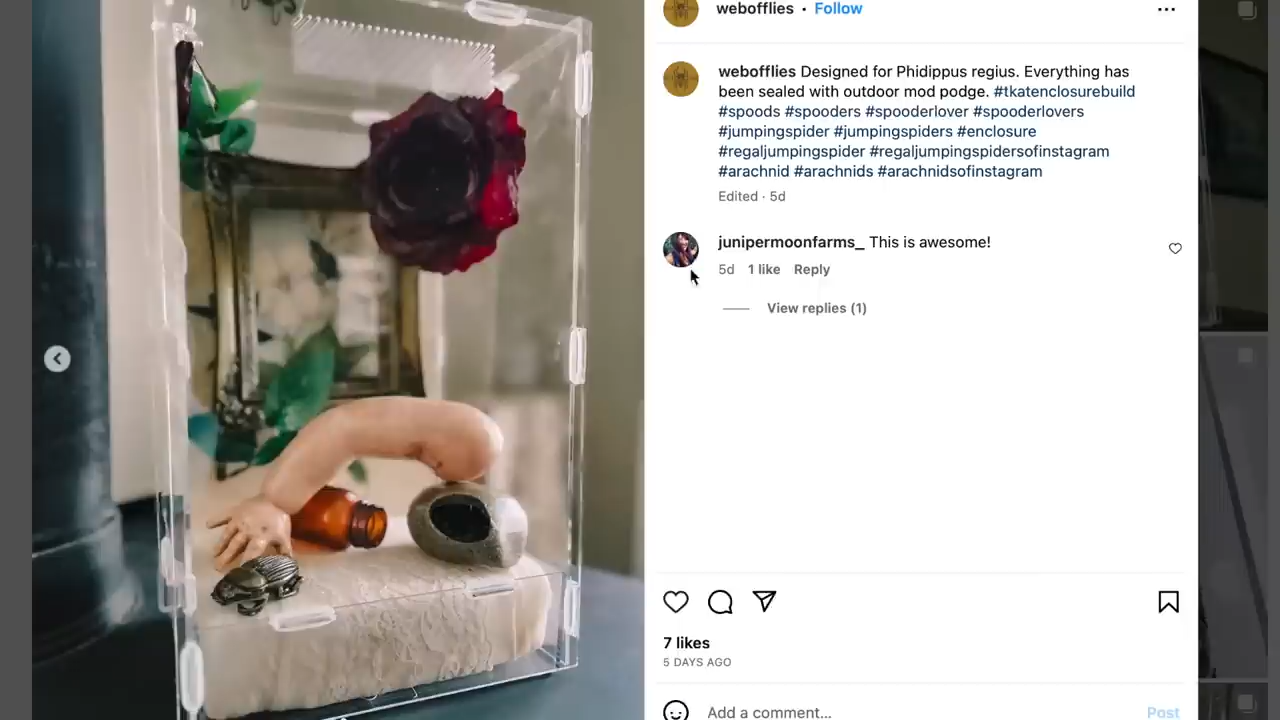 webofflies • Follow
webofflies Designed for Phidippus regius. Everything has
been sealed with outdoor mod podge. #tkatenclosurebuild
#spoods #spooders #spooderlover #spooderlovers
#jumpingspider #jumpingspiders #enclosure
#regaljumpingspider #regaljumpingspidersofinstagram
#arachnid #arachnids #arachnidsofinstagram
Edited · 5d
junipermoonfarms_ This is awesome!
5d 1 like Reply
View replies (1)
7 likes
5 DAYS AGO
Add a comment...
Post